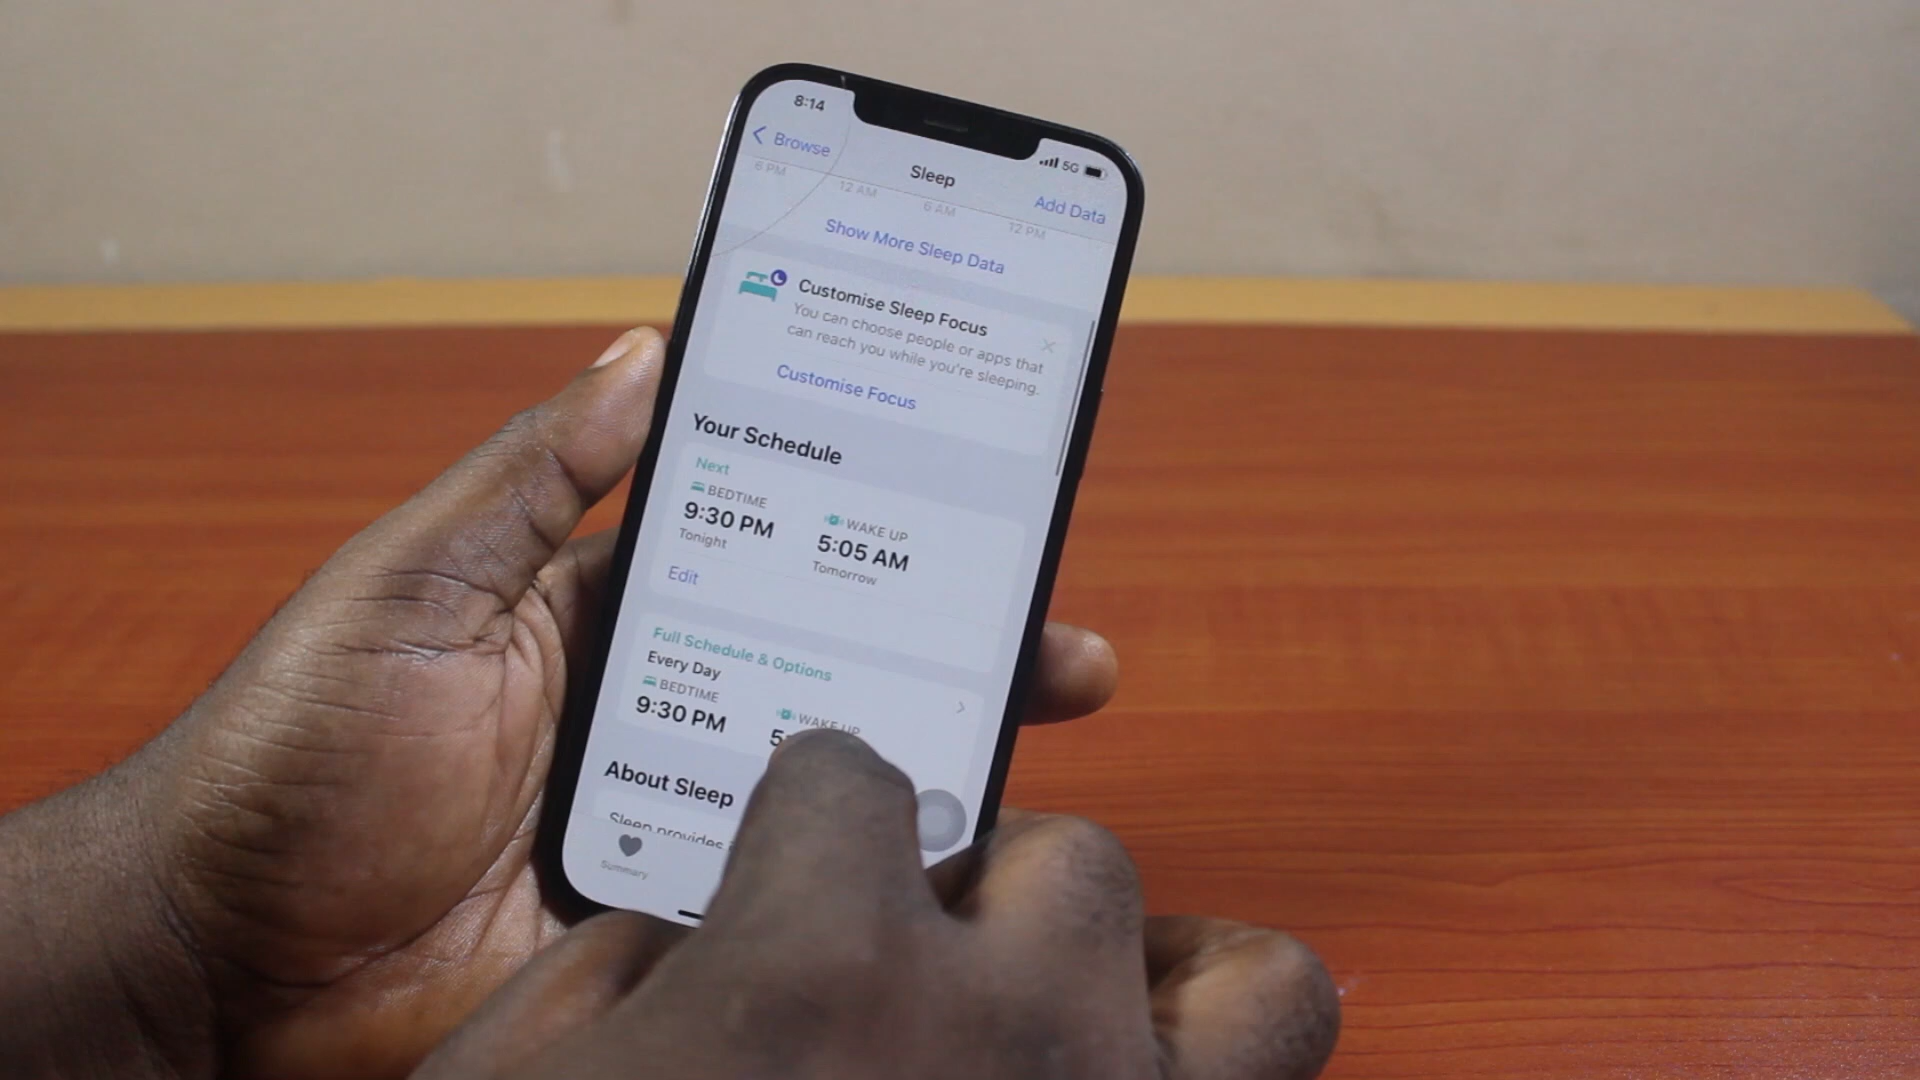 8:14
5G
Browse
Sleep
Add Data
6 PM
12 AM
6 AM
12 PM
Show More Sleep Data
Customise Sleep Focus
You can choose people or apps that
can reach you while you're sleeping.
Customise Focus
Your Schedule
Next
BEDTIME
WAKE UP
9:30 PM
5:05 AM
Tonight
Tomorrow
Edit
Full Schedule & Options
Every Day
BEDTIME
WAKE UP
9:30 PM
About Sleep
Sleep provides
Summary